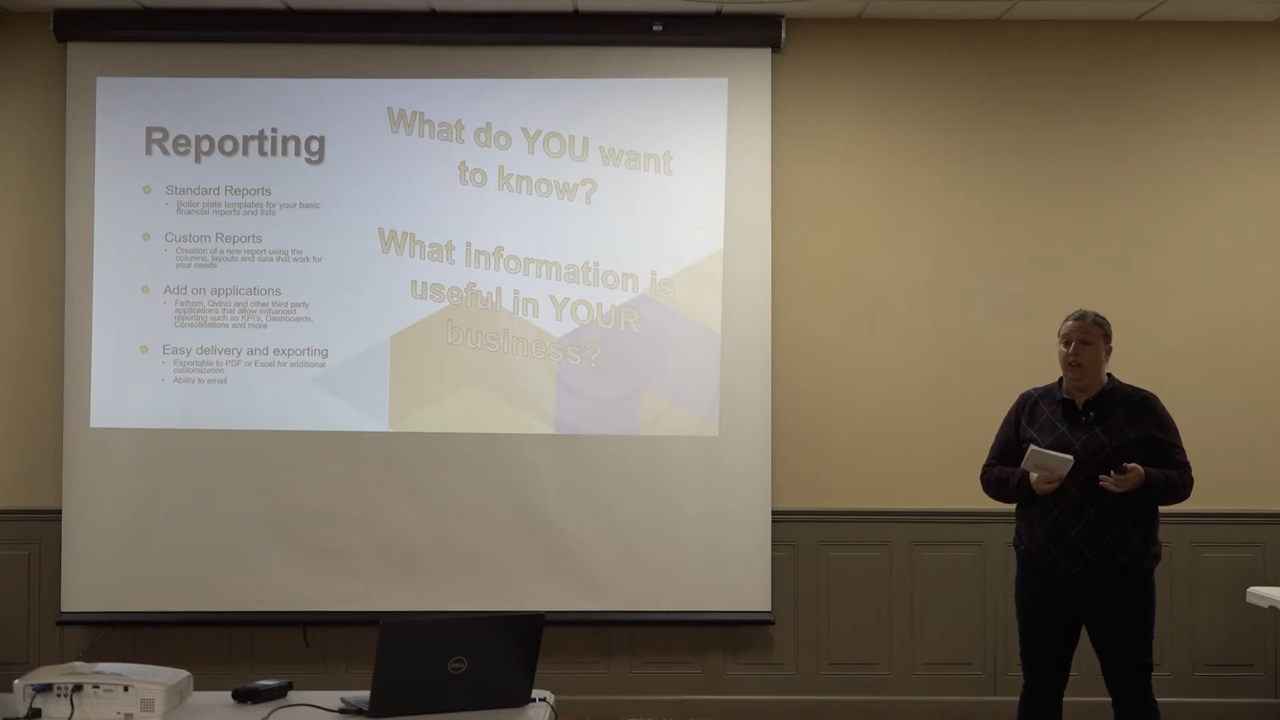 Reporting
Standard Reports
Boiler plate templates for your basic
financial reports and lists
Custom Reports
Creation of a new report using the
columns, layouts and data that work for
your needs
Add on applications
Fathom, Qvinci and other third party
applications that allow enhanced
reporting such as KPI's, Dashboards,
Consolidations and more
Easy delivery and exporting
Exportable to PDF or Excel for additional
customization
Ability to email
What do YOU want
to know?
What information is
useful in YOUR
business?
DELL